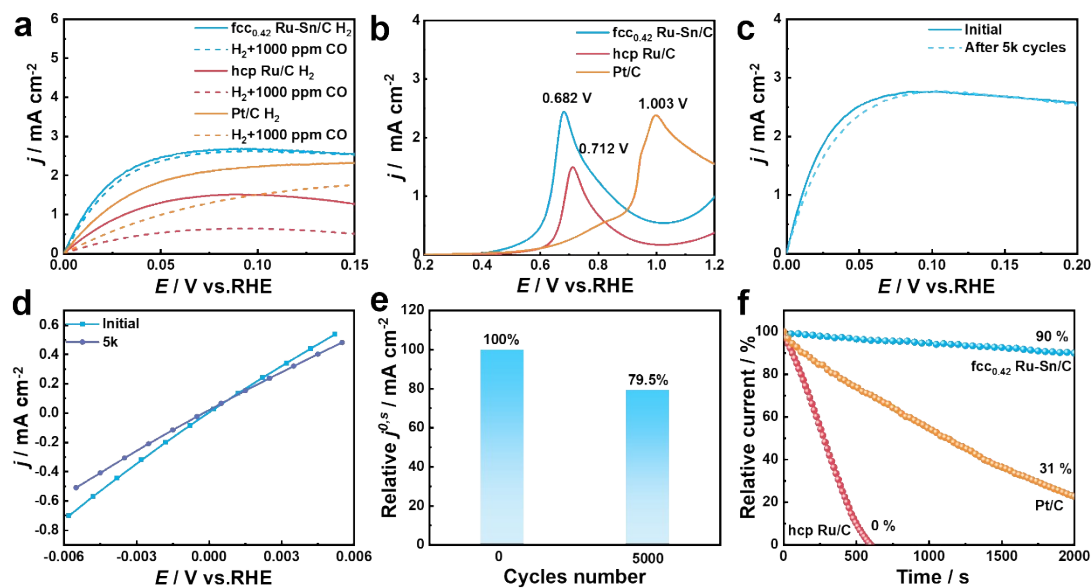 a
6
5
4
3
2
1
0
j / mA cm-2
fcc0.42 Ru-Sn/C H2
H2+1000 ppm CO
hcp Ru/C H2
H2+1000 ppm CO
Pt/C H2
H2+1000 ppm CO
0.00 0.05 0.10 0.15
E / V vs.RHE
b
4
3
2
1
0
j / mA cm-2
fcc0.42 Ru-Sn/C
hcp Ru/C
Pt/C
0.682 V
1.003 V
0.712 V
0.2 0.4 0.6 0.8 1.0 1.2
E / V vs.RHE
c
4
3
2
1
0
j / mA cm-2
Initial
After 5k cycles
0.00 0.05 0.10 0.15 0.20
E / V vs.RHE
d
0.6
0.4
0.2
0.0
-0.2
-0.4
-0.6
-0.8
j / mA cm-2
Initial
5k
-0.006 -0.003 0.000 0.003 0.006
E / V vs.RHE
e
120
100
80
60
40
20
0
Relative j0,s / mA cm-2
100%
79.5%
0 5000
Cycles number
f
100
80
60
40
20
0
Relative current / %
90 %
fcc0.42 Ru-Sn/C
31 %
Pt/C
hcp Ru/C
0 %
0 500 1000 1500 2000
Time / s